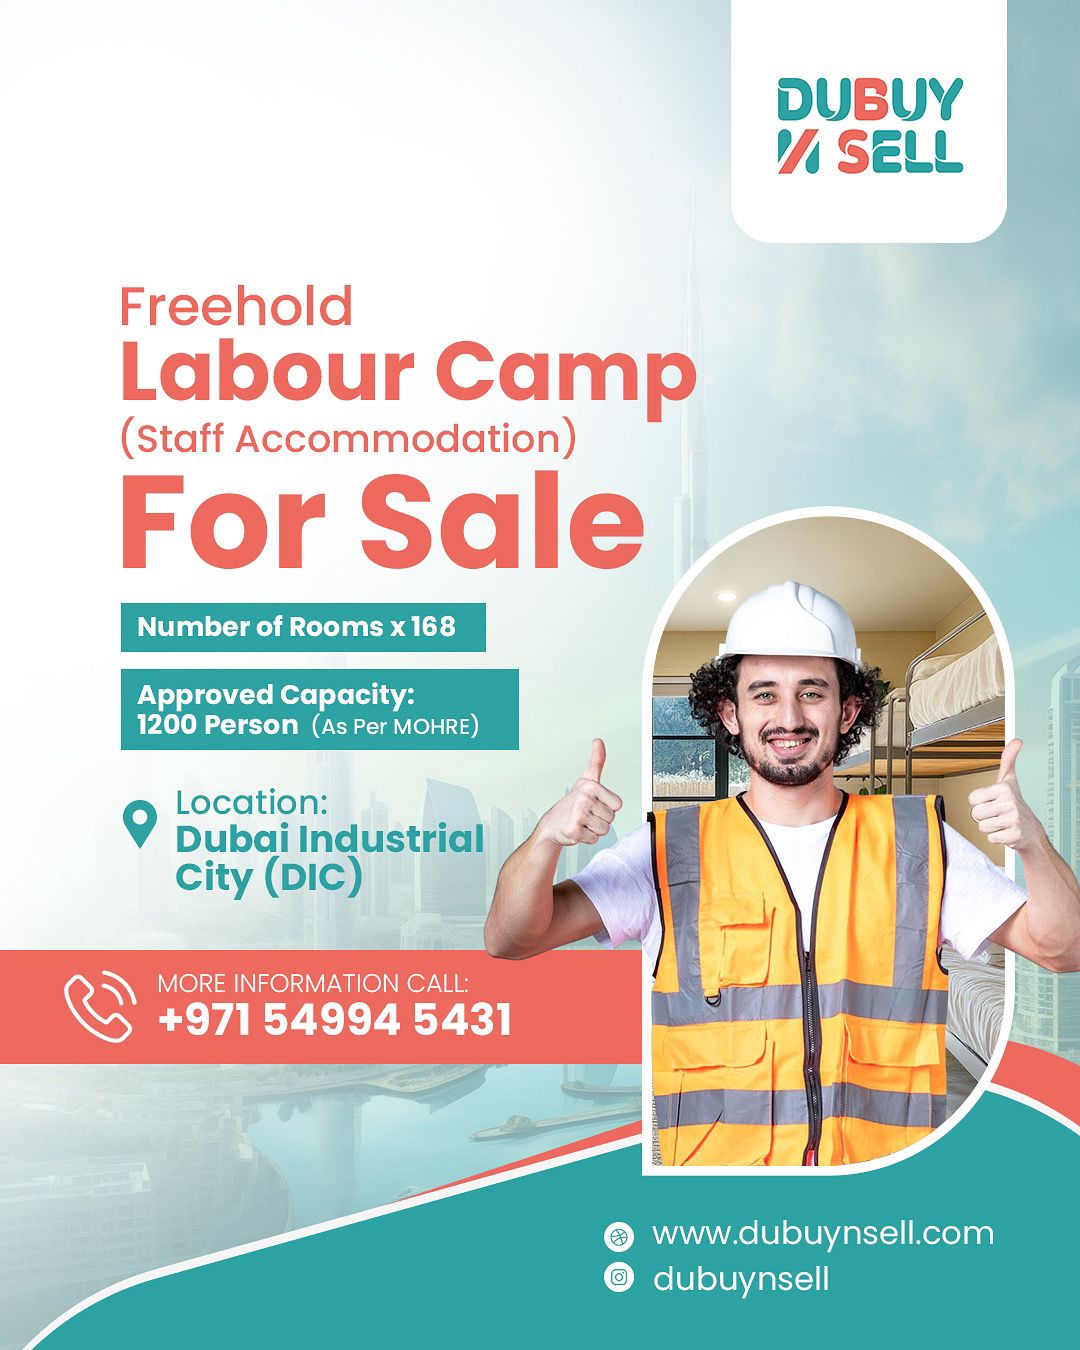 DUBUY
N SELL
Freehold
Labour Camp
(Staff Accommodation)
For Sale
Number of Rooms x 168
Approved Capacity:
1200 Person (As Per MOHRE)
Location:
Dubai Industrial
City (DIC)
MORE INFORMATION CALL:
+971 54994 5431
www.dubuynsell.com
dubuynsell